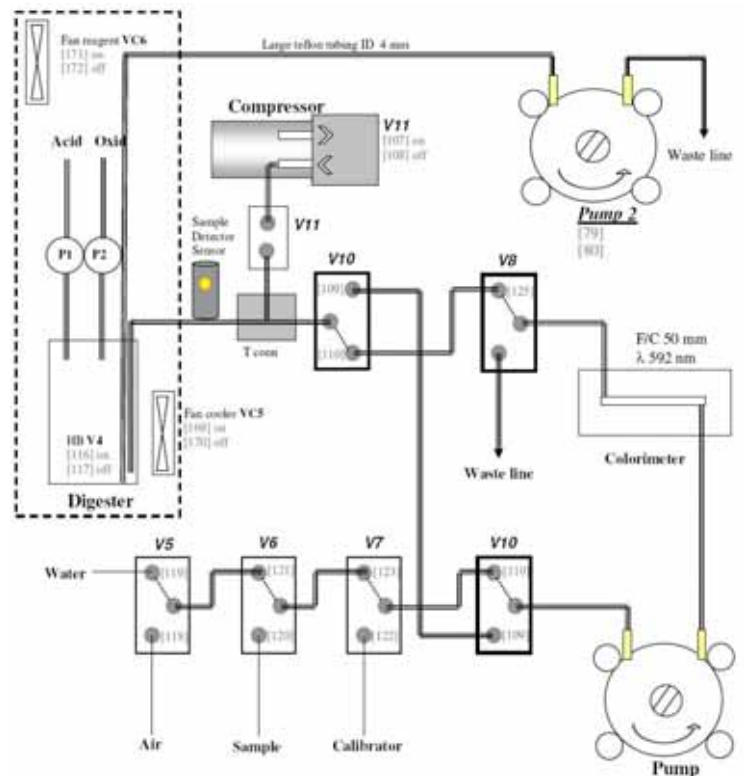 Fan reagent VC6
[171] on
[172] off
Large teflon tubing ID 4 mm
Compressor
V11
[107] on
[108] off
Acid Oxid
Waste line
Pump 2
[79]
[80]
Sample
Detector
Sensor
V11
P1 P2
V10
V8
[109]
[125]
[110]
T conn
F/C 50 mm
λ 592 nm
Fan cooler VC5
[169] on
[170] off
HB V4
[116] on
[117] off
Digester
Waste line
Colorimeter
V5 V6 V7 V10
Water
[119] [121] [123] [110]
[118] [120] [122] [109]
Air Sample Calibrator
Pump